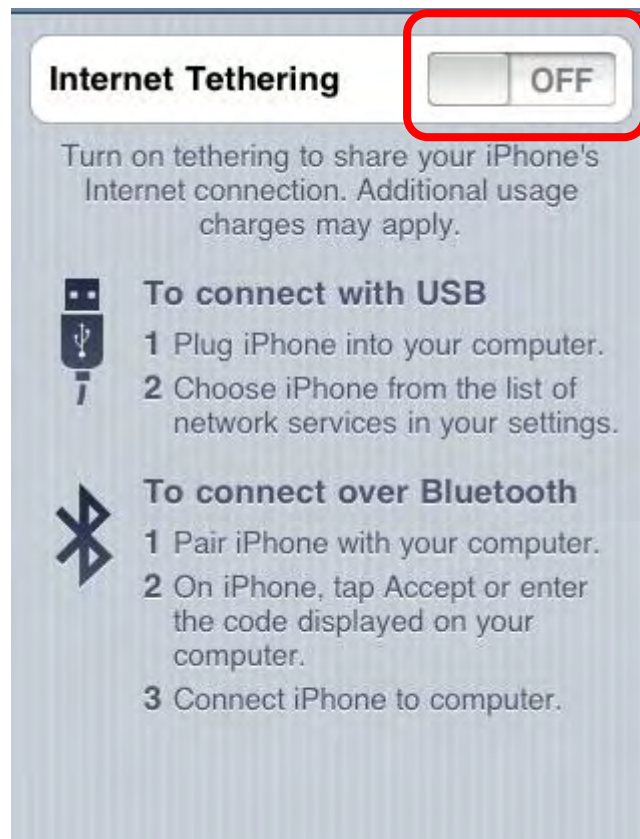 Internet Tethering OFF
Turn on tethering to share your iPhone's
Internet connection. Additional usage
charges may apply.
To connect with USB
1 Plug iPhone into your computer.
2 Choose iPhone from the list of
network services in your settings.
To connect over Bluetooth
1 Pair iPhone with your computer.
2 On iPhone, tap Accept or enter
the code displayed on your
computer.
3 Connect iPhone to computer.